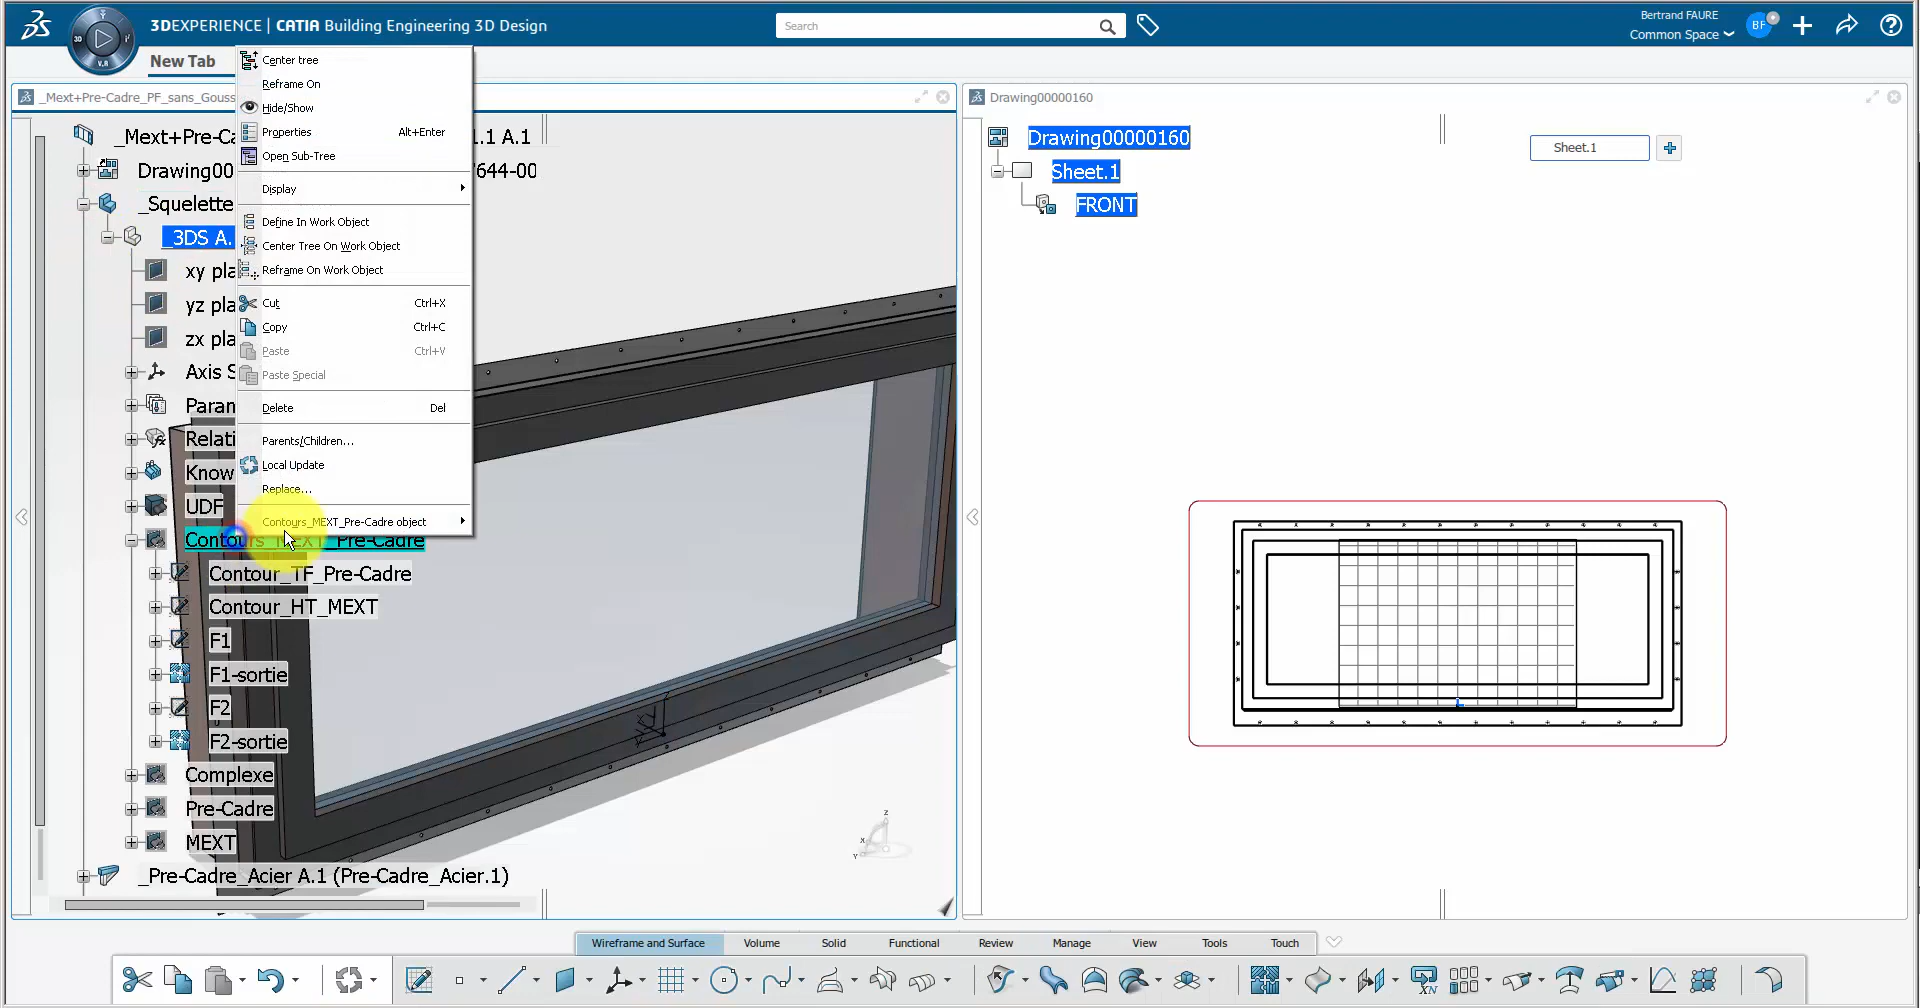 3DEXPERIENCE | CATIA Building Engineering 3D Design
Search
Bertrand FAURE
Common Space
BF
3D
V.R
New Tab
_Mext+Pre-Cadre_PF_sans_Gouss
Drawing00000160
_Mext+Pre-Ca
.1 A.1
Drawing00
644-00
_Squelette
_3DS A.
xy pla
yz pla
zx pla
Axis S
Param
Relati
Know
UDF
Contours_MEXT_Pre-Cadre
Contour_TF_Pre-Cadre
Contour_HT_MEXT
F1
F1-sortie
F2
F2-sortie
Complexe
Pre-Cadre
MEXT
_Pre-Cadre_Acier A.1 (Pre-Cadre_Acier.1)
Center tree
Reframe On
Hide/Show
Properties Alt+Enter
Open Sub-Tree
Display
Define In Work Object
Center Tree On Work Object
Reframe On Work Object
Cut Ctrl+X
Copy Ctrl+C
Paste Ctrl+V
Paste Special
Delete Del
Parents/Children...
Local Update
Replace...
Contours_MEXT_Pre-Cadre object
Z
X
Y
Drawing00000160
Sheet.1
FRONT
Sheet.1
Wireframe and Surface Volume Solid Functional Review Manage View Tools Touch